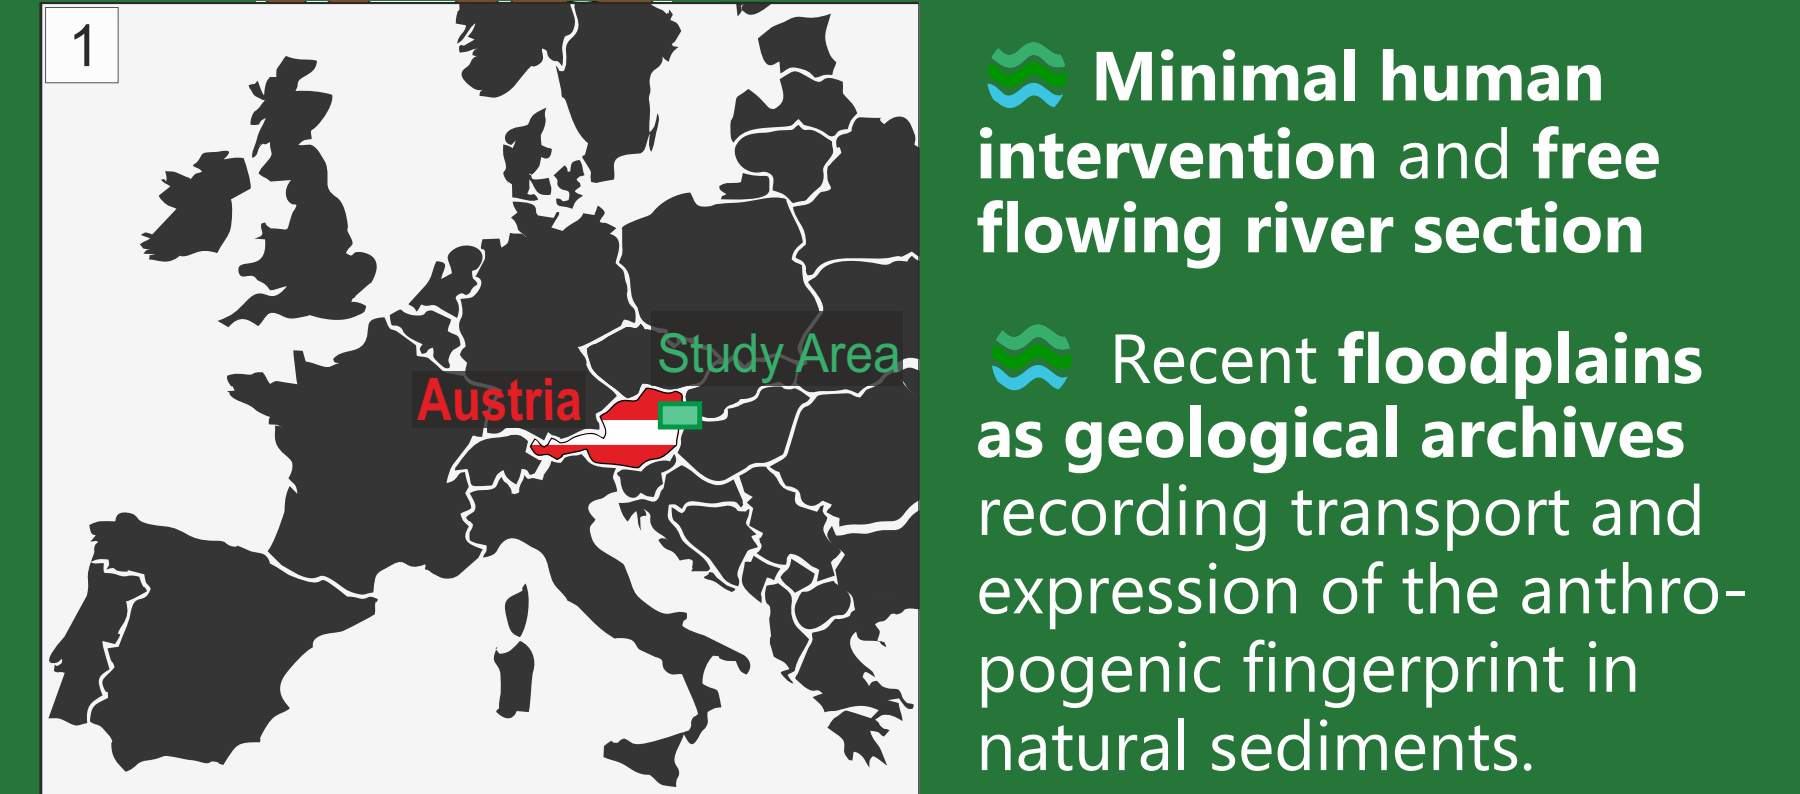 1
Study Area
Austria
Minimal human
intervention and free
flowing river section
Recent floodplains
as geological archives
recording transport and
expression of the anthro-
pogenic fingerprint in
natural sediments.